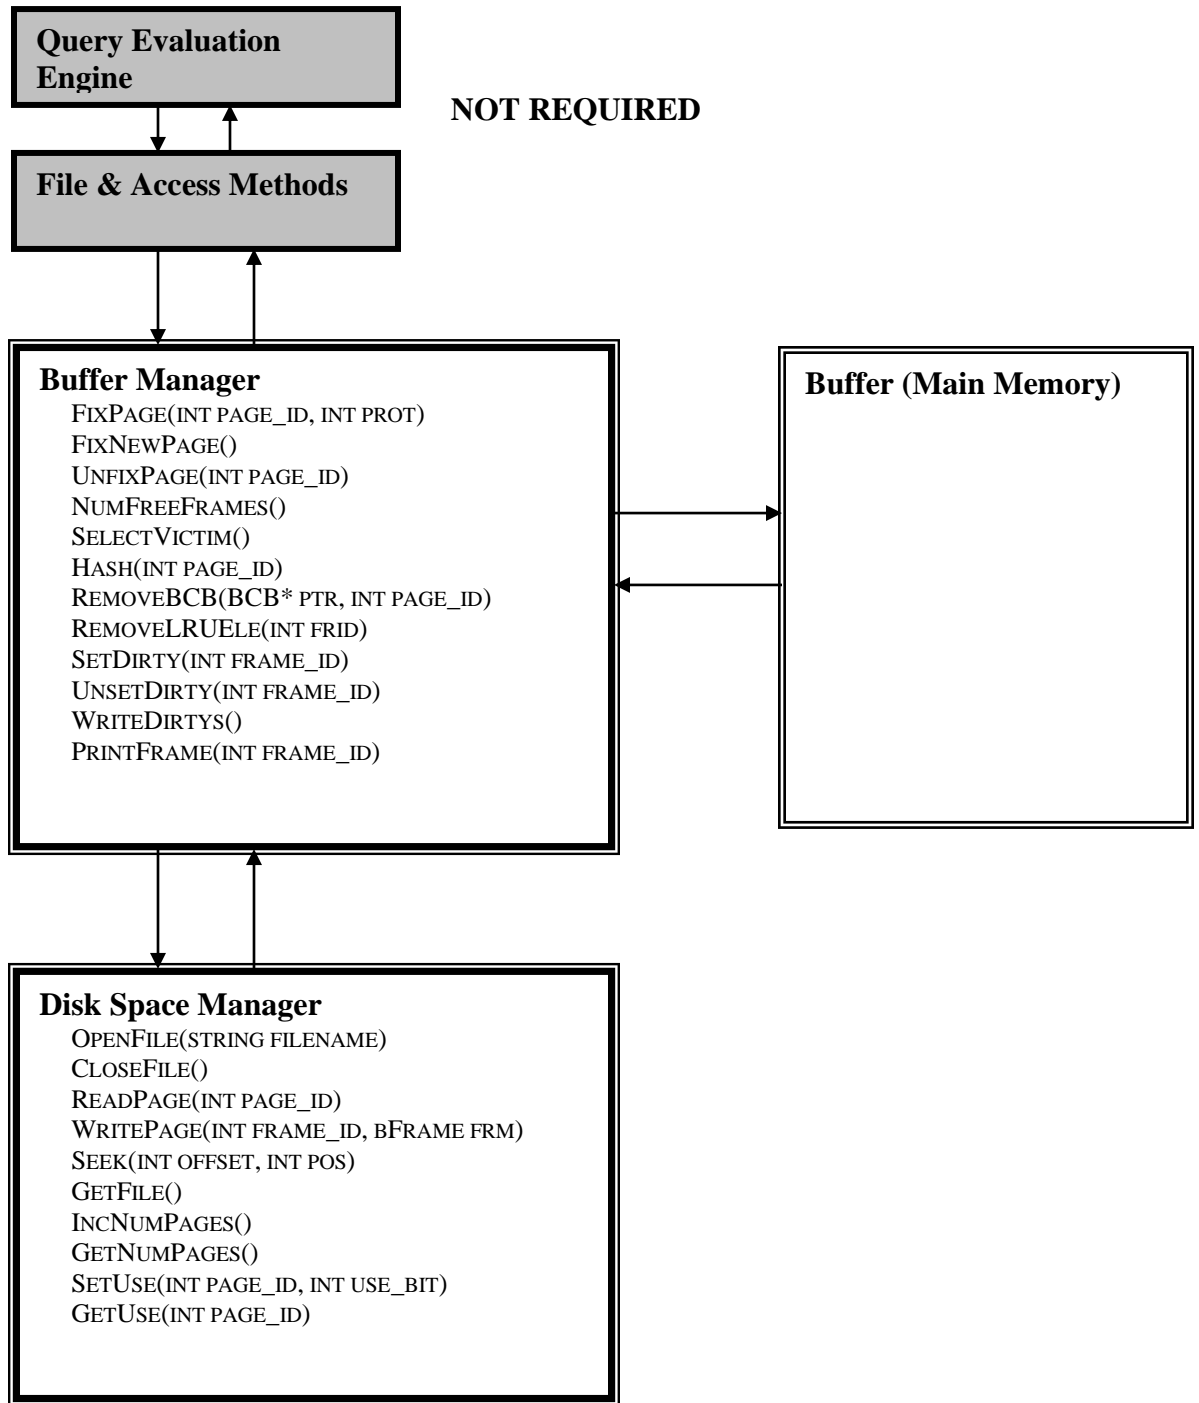 Query Evaluation
Engine
NOT REQUIRED
File & Access Methods
Buffer Manager
FIXPAGE(INT PAGE_ID, INT PROT)
FIXNEWPAGE()
UNFIXPAGE(INT PAGE_ID)
NUMFREEFRAMES()
SELECTVICTIM()
HASH(INT PAGE_ID)
REMOVEBCB(BCB* PTR, INT PAGE_ID)
REMOVELRUELE(INT FRID)
SETDIRTY(INT FRAME_ID)
UNSETDIRTY(INT FRAME_ID)
WRITEDIRTYS()
PRINTFRAME(INT FRAME_ID)
Buffer (Main Memory)
Disk Space Manager
OPENFILE(STRING FILENAME)
CLOSEFILE()
READPAGE(INT PAGE_ID)
WRITEPAGE(INT FRAME_ID, BFRAME FRM)
SEEK(INT OFFSET, INT POS)
GETFILE()
INCNUMPAGES()
GETNUMPAGES()
SETUSE(INT PAGE_ID, INT USE_BIT)
GETUSE(INT PAGE_ID)